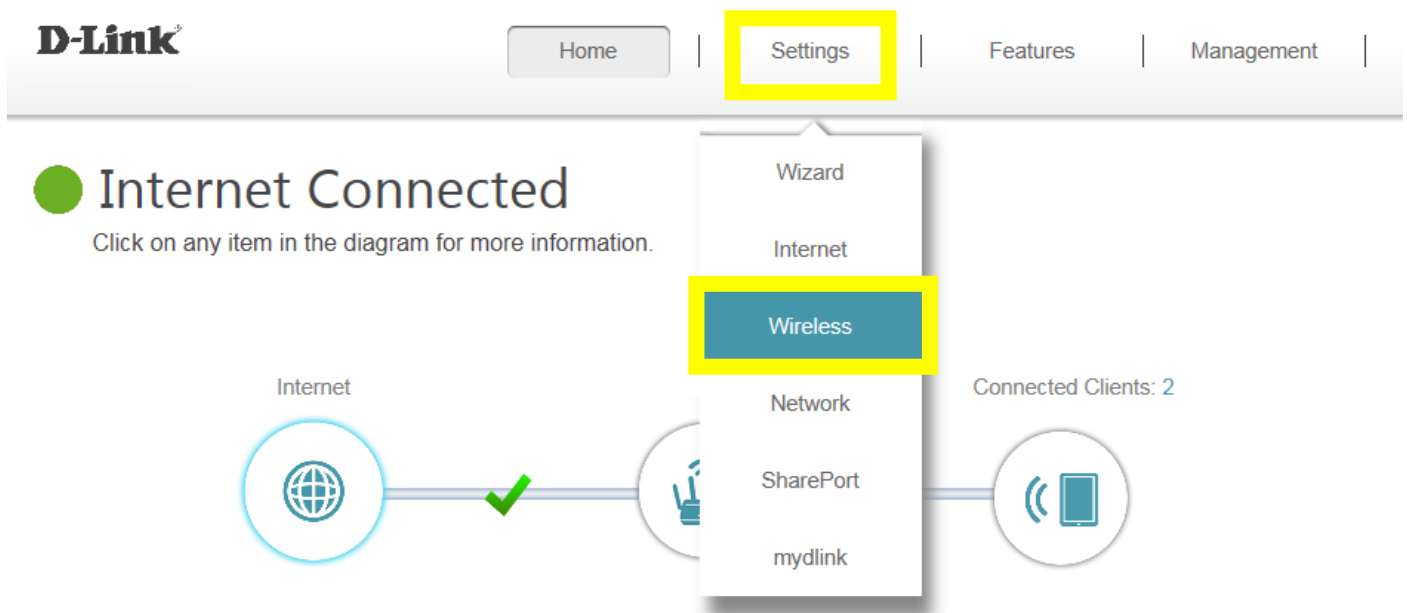 D-Link
Home
Settings
Features
Management
Internet Connected
Click on any item in the diagram for more information.
Wizard
Internet
Wireless
Network
SharePort
mydlink
Internet
Connected Clients: 2